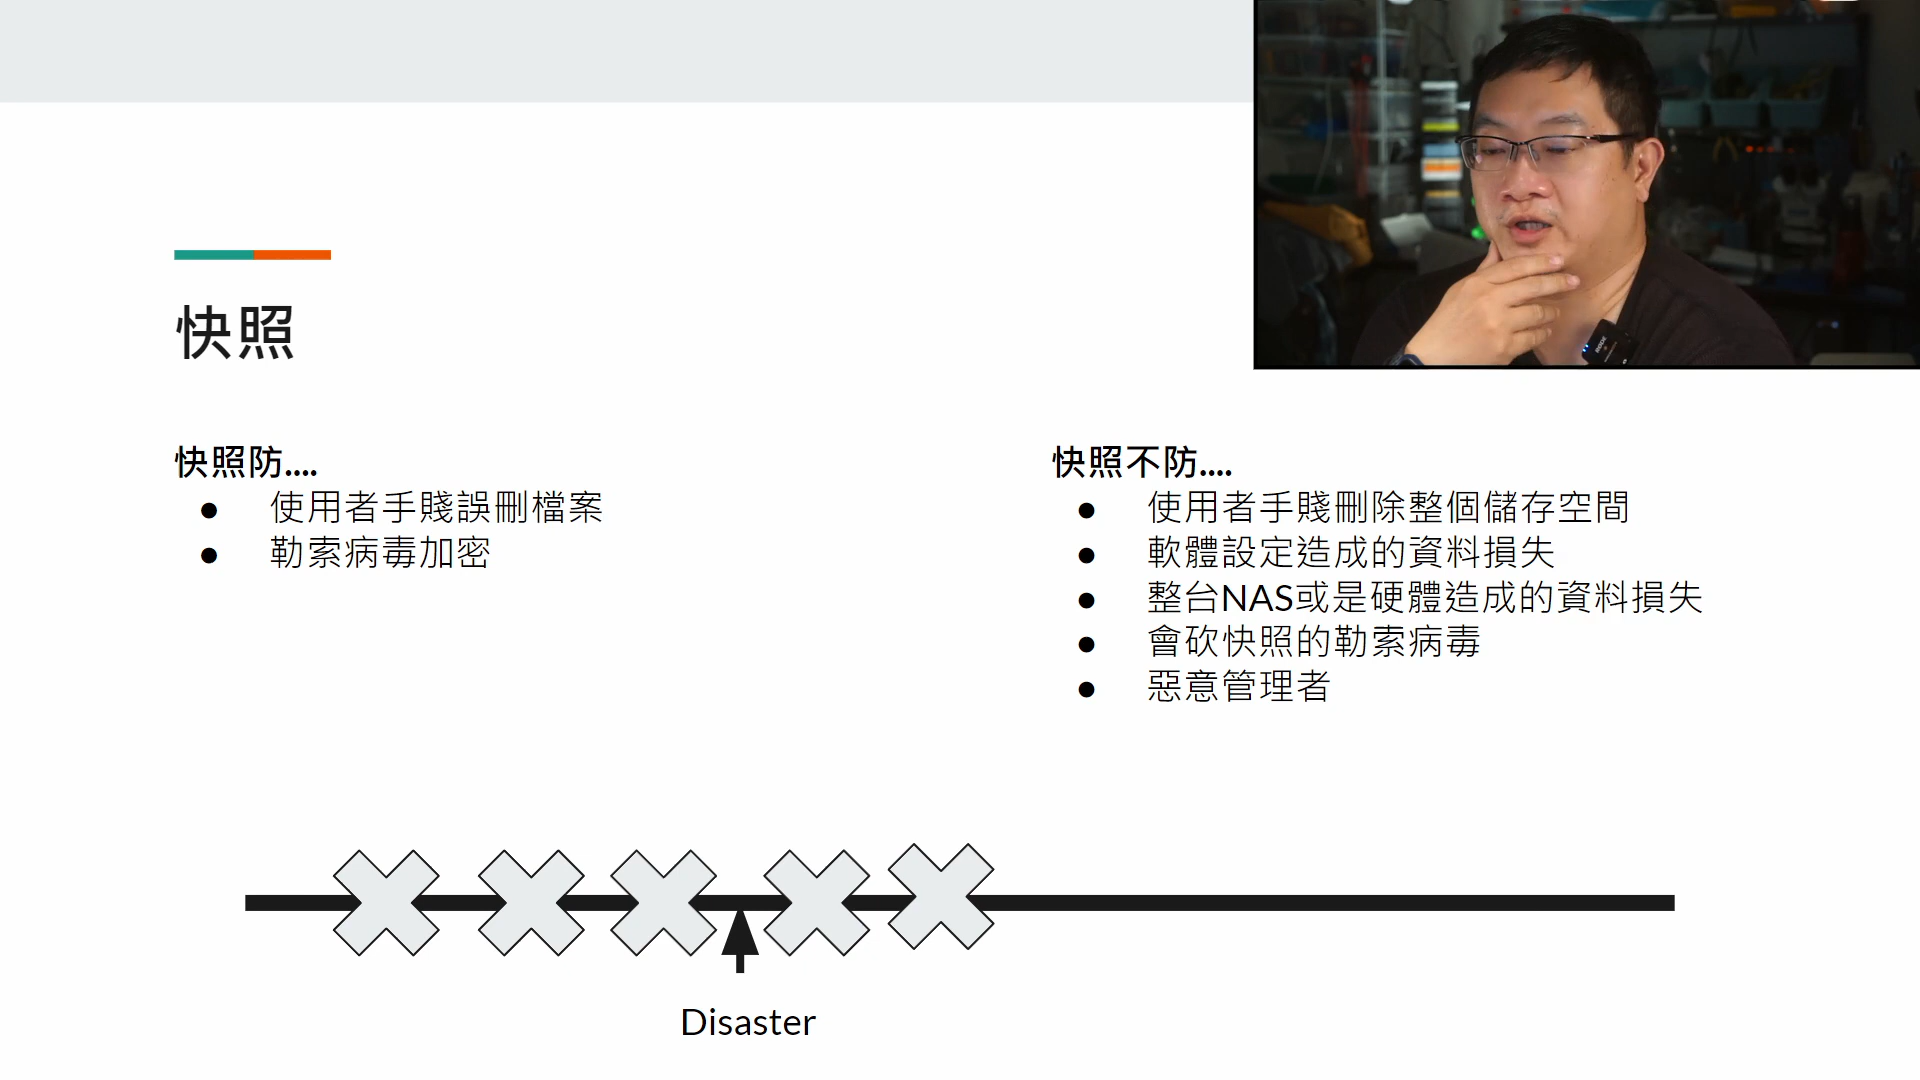 快照
快照防....
● 使用者手賤誤刪檔案
● 勒索病毒加密
快照不防....
● 使用者手賤刪除整個儲存空間
● 軟體設定造成的資料損失
● 整台NAS或是硬體造成的資料損失
● 會砍快照的勒索病毒
● 惡意管理者
Disaster